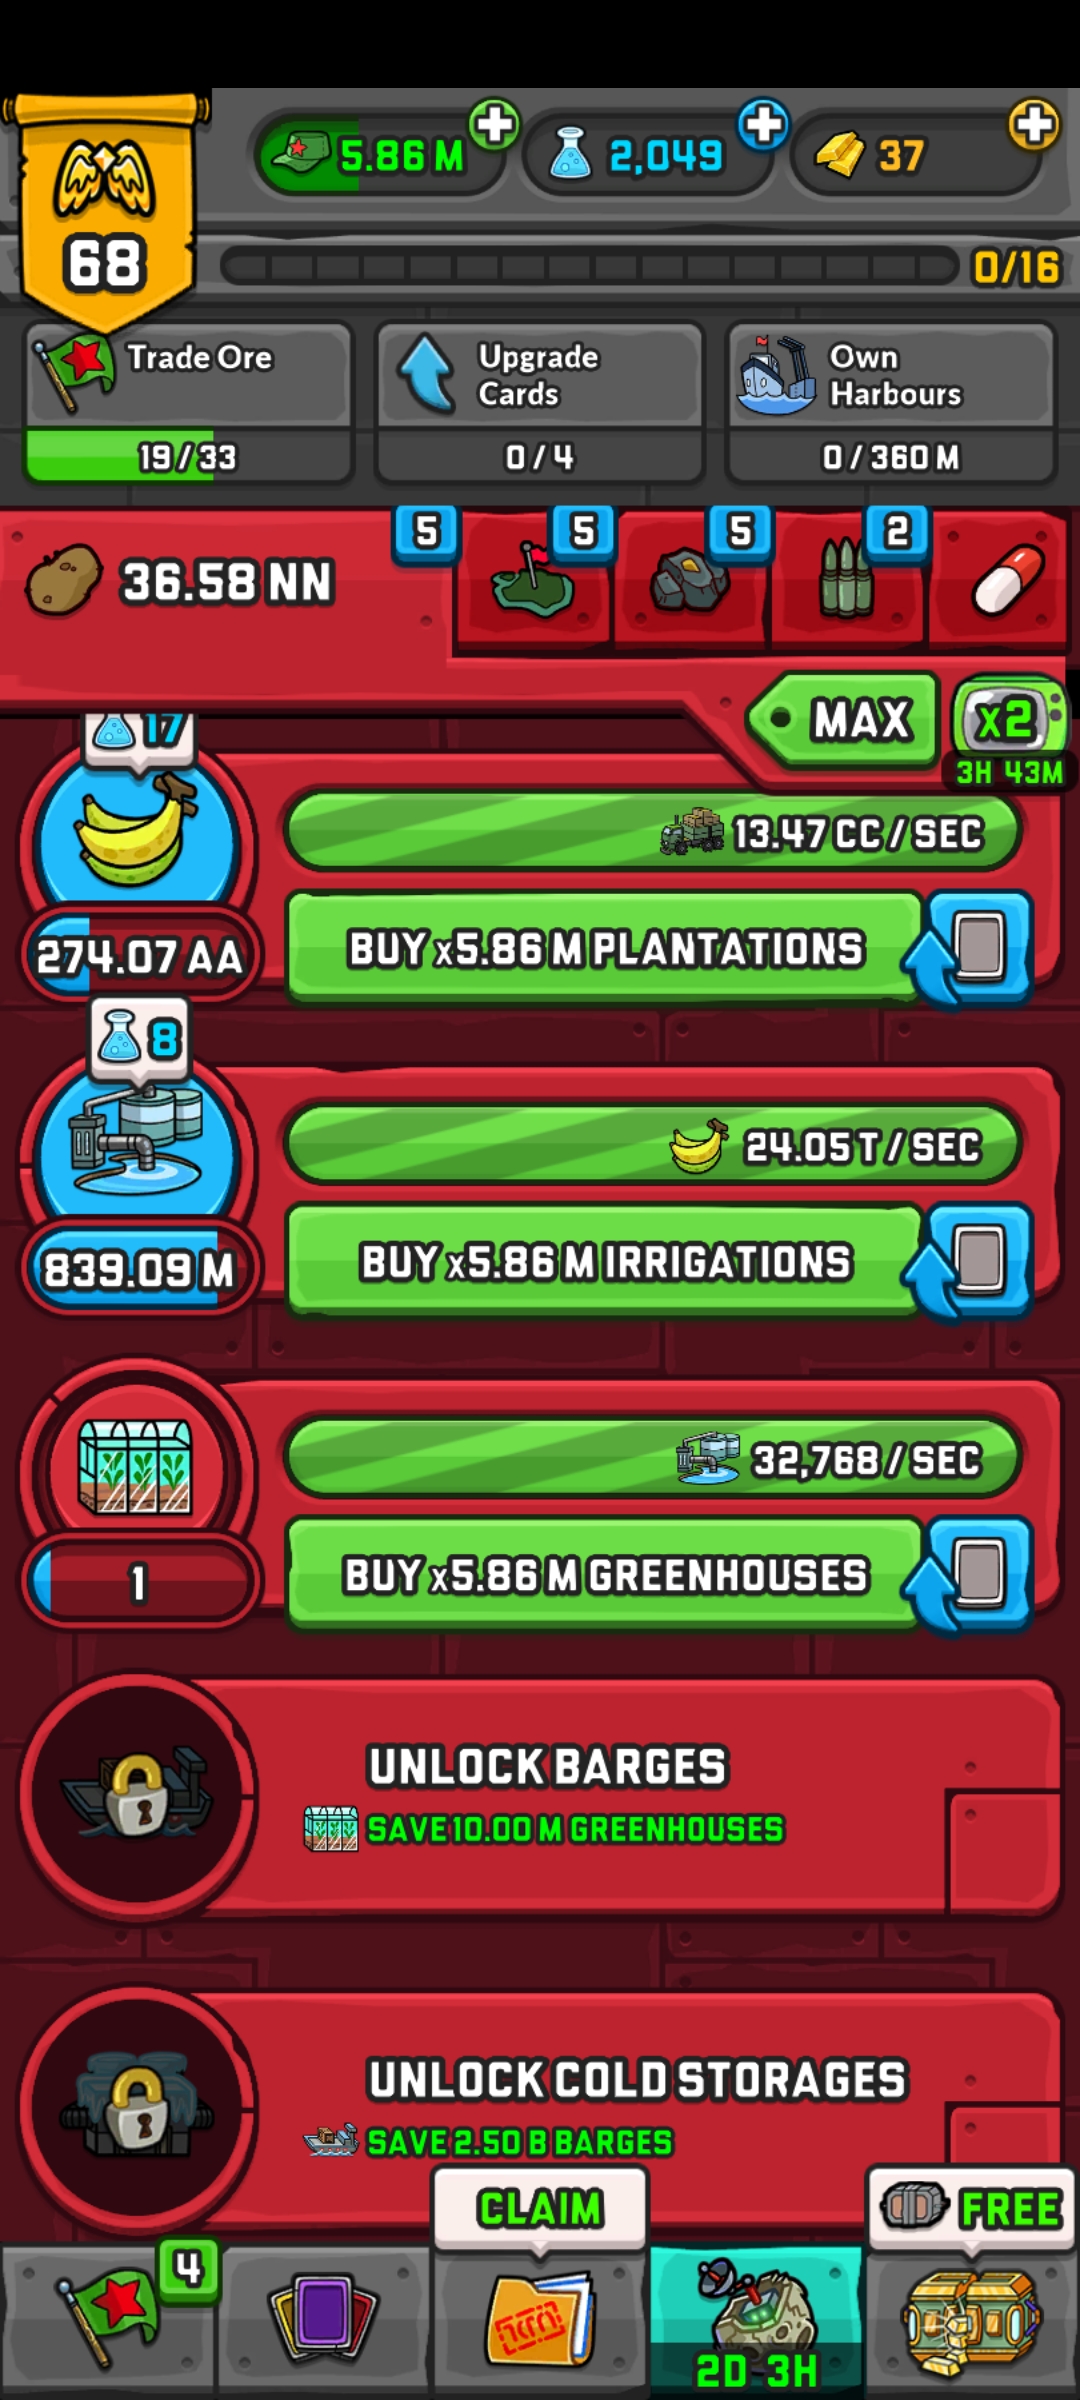 5.86 M
2,049
37
68
0/16
Trade Ore
19/33
Upgrade
Cards
0/4
Own
Harbours
0/360 M
36.58 NN
5
5
5
2
MAX
x2
3H 43M
17
13.47 CC / SEC
274.07 AA
BUY x5.86 M PLANTATIONS
8
24.05 T / SEC
839.09 M
BUY x5.86 M IRRIGATIONS
32,768 / SEC
1
BUY x5.86 M GREENHOUSES
UNLOCK BARGES
SAVE 10.00 M GREENHOUSES
UNLOCK COLD STORAGES
SAVE 2.50 B BARGES
CLAIM
FREE
4
2D 3H